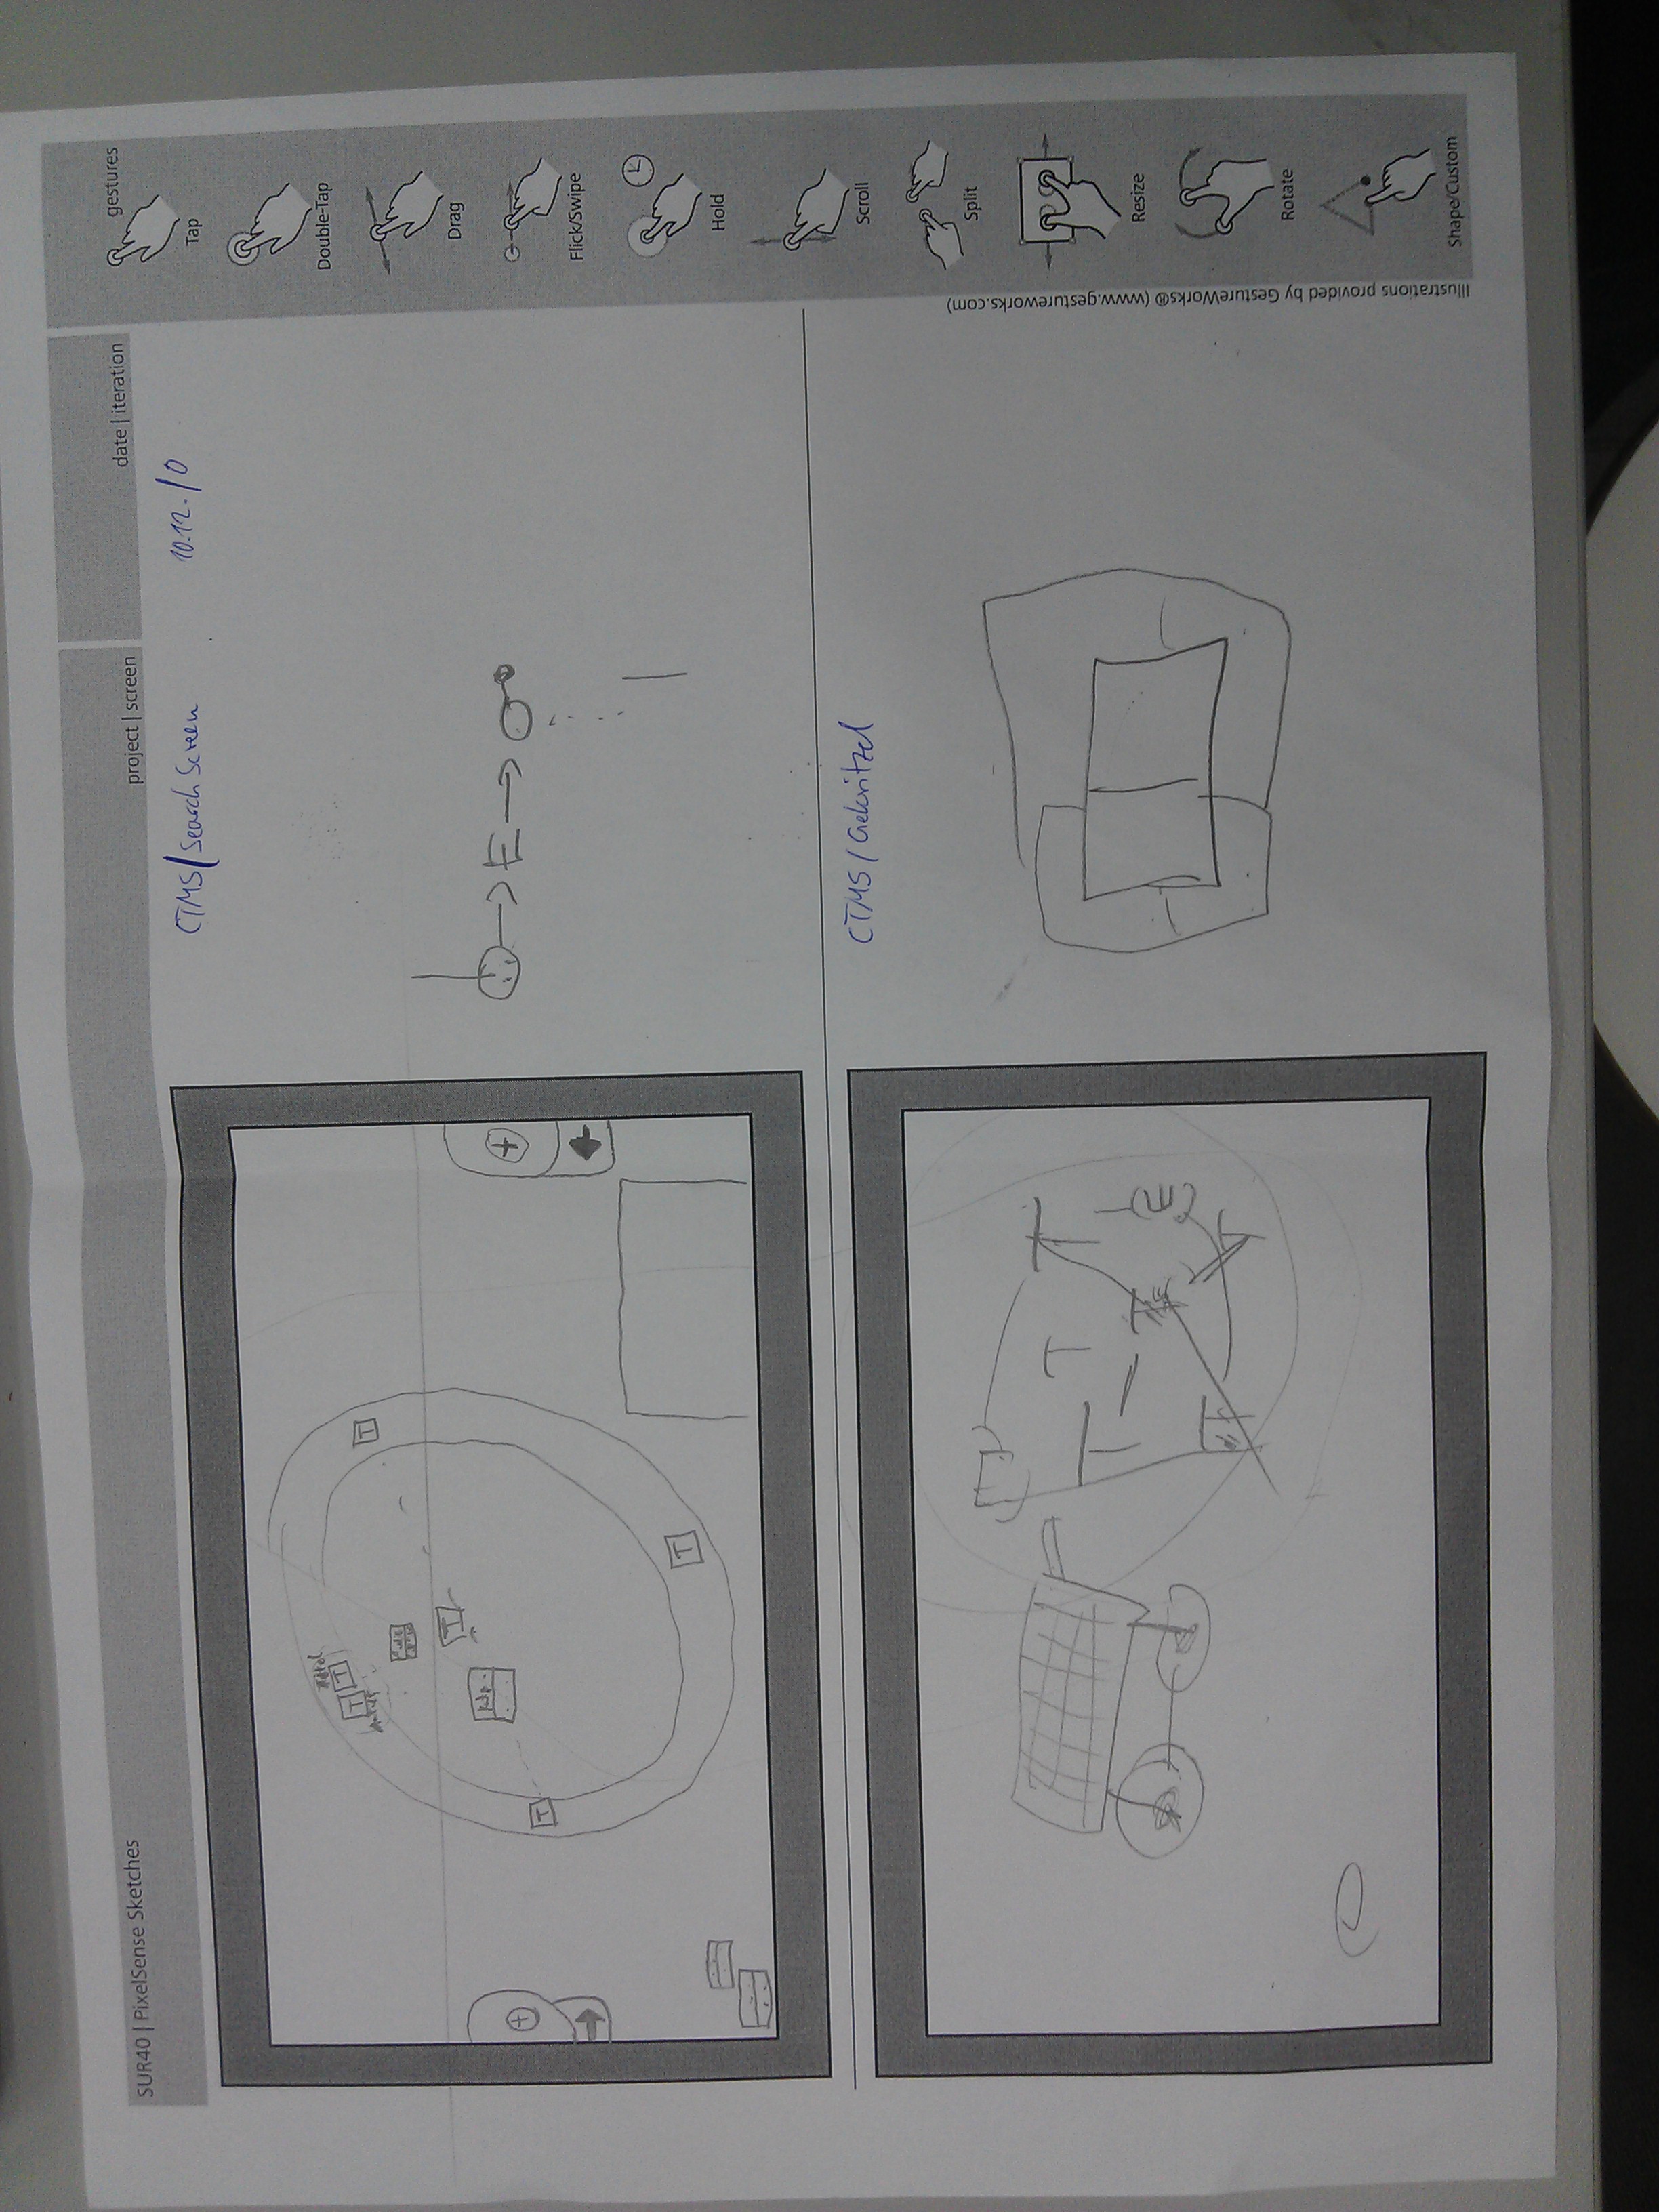 SUR40 | PixelSense Sketches
project | screen
date | iteration
gestures
CTMS/Search Screen
10.12./0
E
T
T
T
T
T
T
CTMS/Gekritzel
T
T
T
Tap
Double-Tap
Drag
Flick/Swipe
Hold
Scroll
Split
Resize
Rotate
Shape/Custom
Illustrations provided by GestureWorks® (www.gestureworks.com)